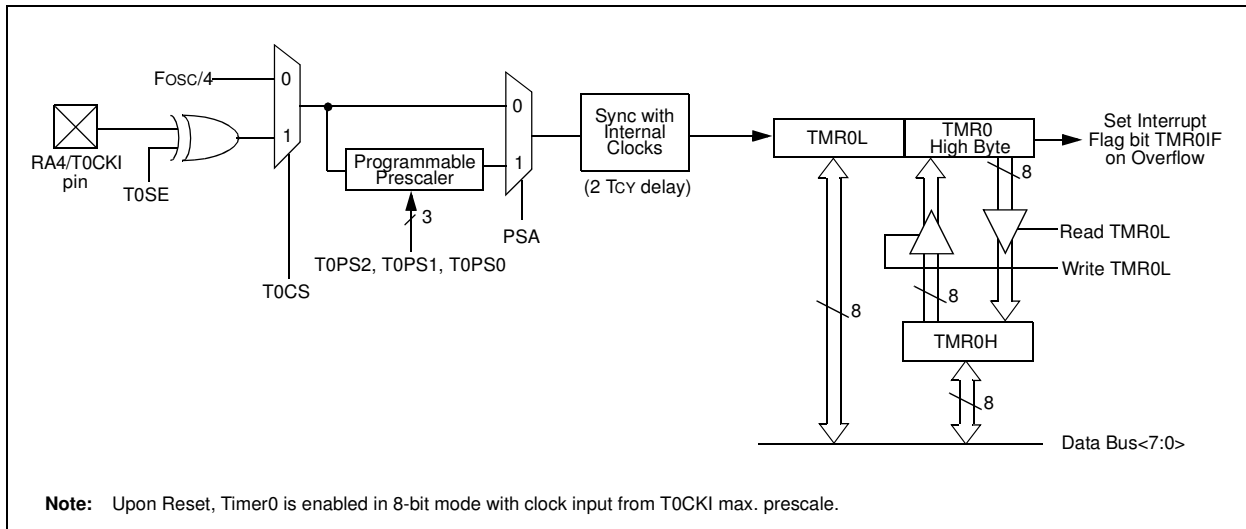 FOSC/4
0
1
RA4/T0CKI
pin
T0SE
T0CS
Programmable
Prescaler
3
T0PS2, T0PS1, T0PS0
0
1
PSA
Sync with
Internal
Clocks
(2 TCY delay)
TMR0L
TMR0
High Byte
Set Interrupt
Flag bit TMR0IF
on Overflow
8
Read TMR0L
Write TMR0L
8
8
TMR0H
8
Data Bus<7:0>
Note: Upon Reset, Timer0 is enabled in 8-bit mode with clock input from T0CKI max. prescale.